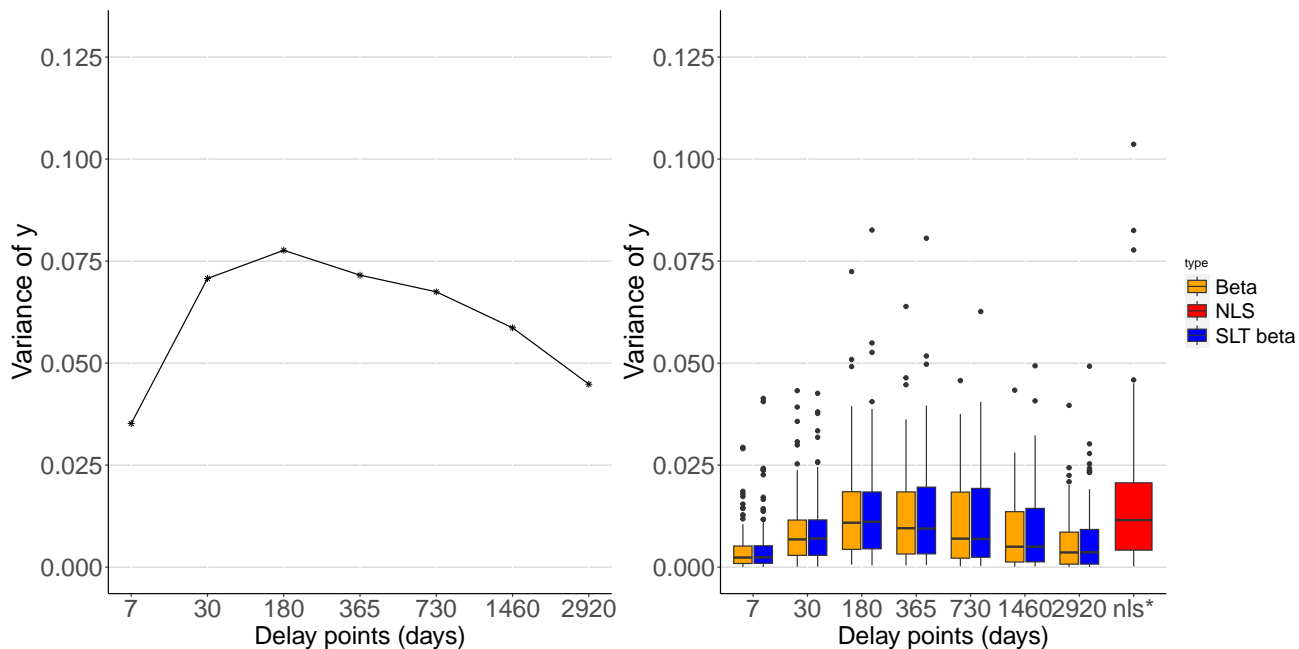 0.125
0.100
0.075
0.050
0.025
0.000
Variance of y
7 30 180 365 730 1460 2920
Delay points (days)
0.125
0.100
0.075
0.050
0.025
0.000
Variance of y
7 30 180 365 730 1460 2920 nls*
Delay points (days)
type
Beta
NLS
SLT beta